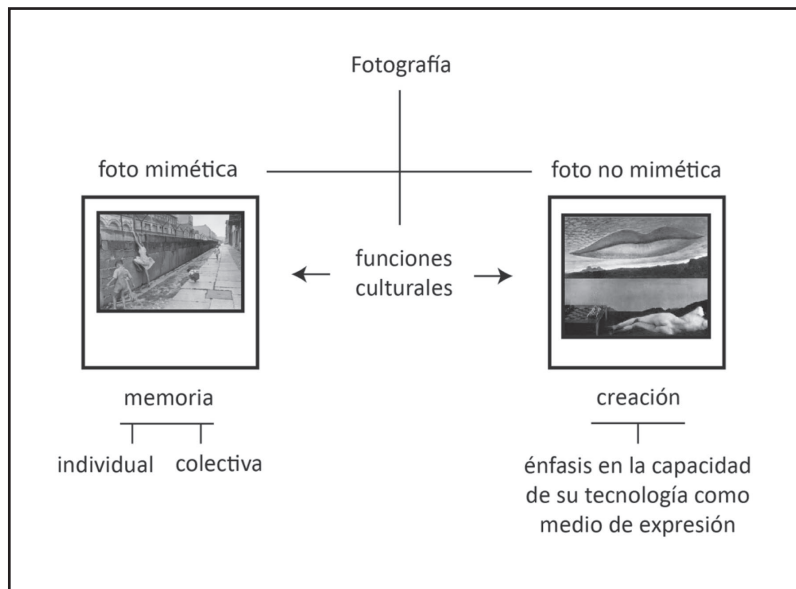 Fotografía
foto mimética
foto no mimética
funciones
culturales
memoria
individual
colectiva
creación
énfasis en la capacidad
de su tecnología como
medio de expresión